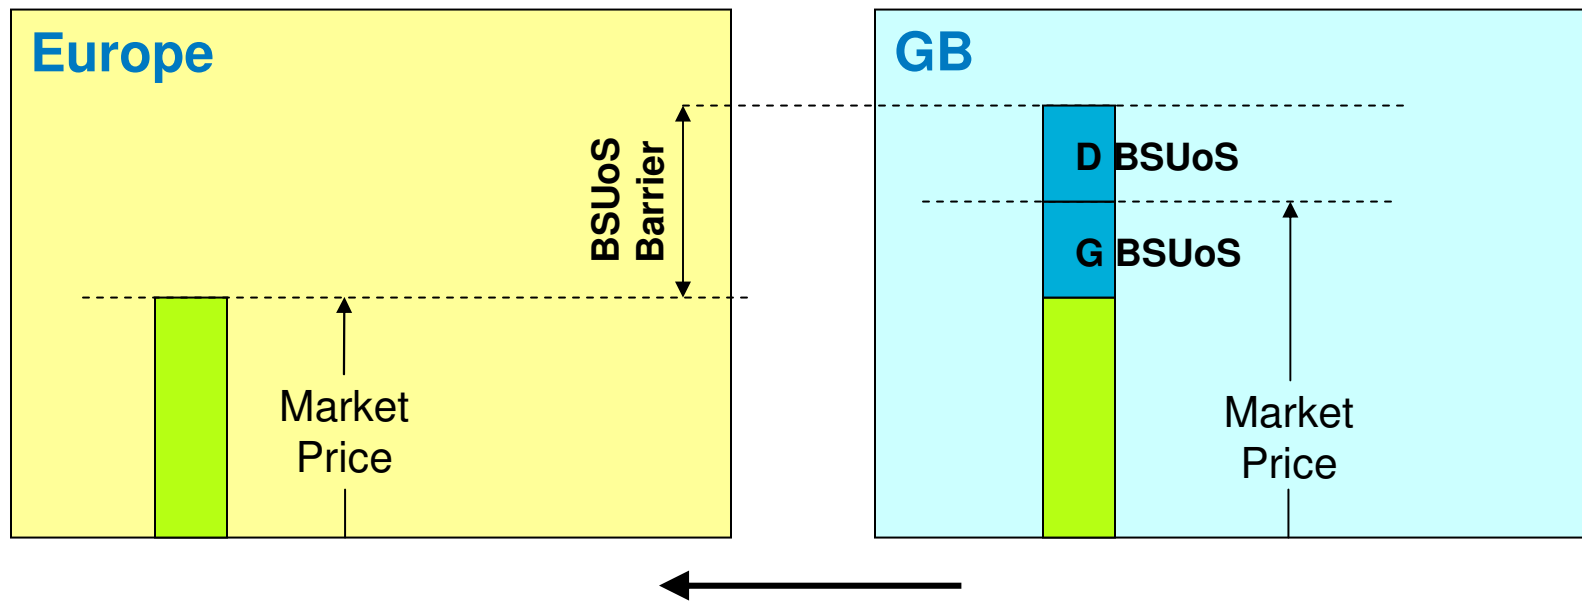 Europe
BSUoS
Barrier
Market
Price
GB
D BSUoS
G BSUoS
Market
Price